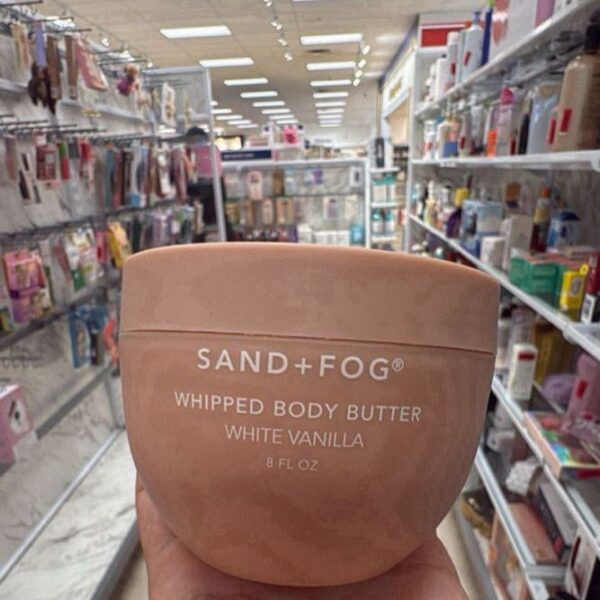 SAND+FOG®
WHIPPED BODY BUTTER
WHITE VANILLA
8 FL OZ